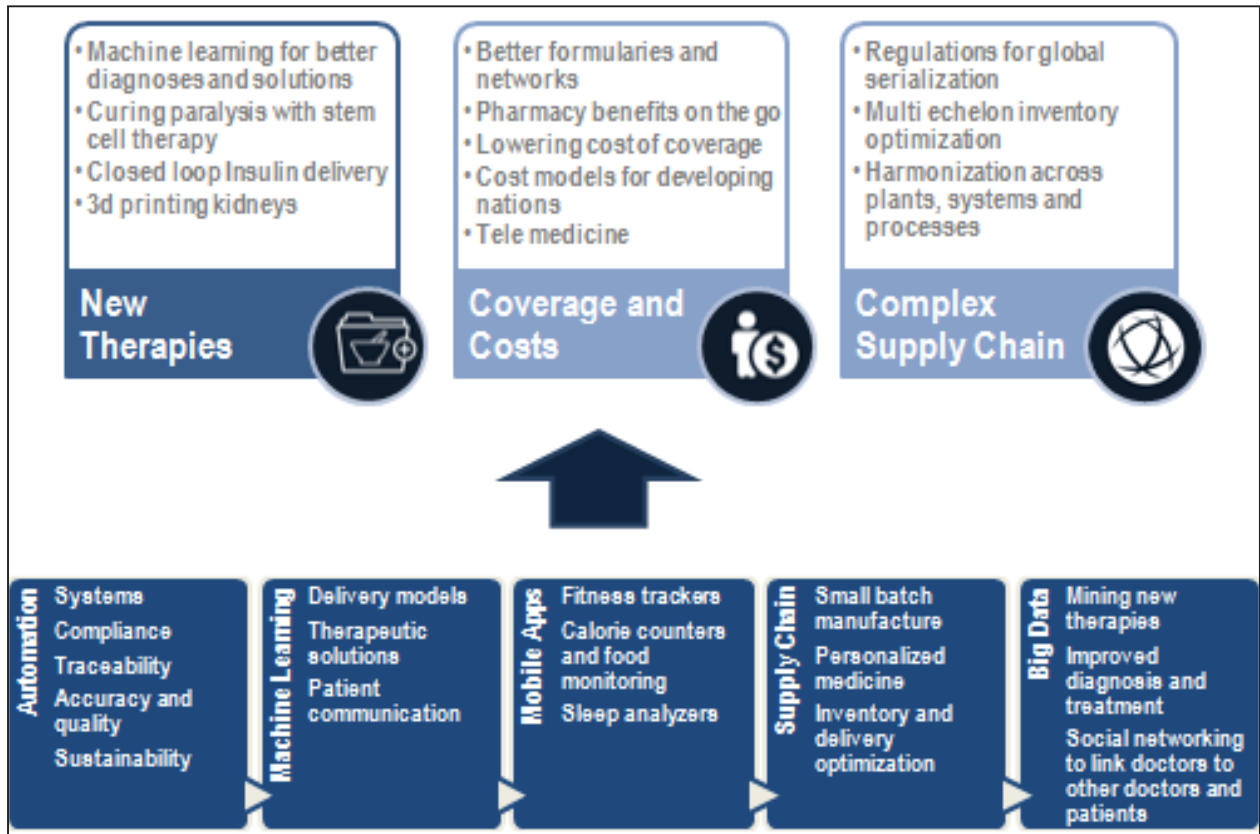 • Machine learning for better
diagnoses and solutions
• Curing paralysis with stem
cell therapy
• Closed loop Insulin delivery
• 3d printing kidneys
New
Therapies
• Better formularies and
networks
• Pharmacy benefits on the go
• Lowering cost of coverage
• Cost models for developing
nations
• Tele medicine
Coverage and
Costs
$
• Regulations for global
serialization
• Multi echelon inventory
optimization
• Harmonization across
plants, systems and
processes
Complex
Supply Chain
Automation
Systems
Compliance
Traceability
Accuracy and
quality
Sustainability
Machine Learning
Delivery models
Therapeutic
solutions
Patient
communication
Mobile Apps
Fitness trackers
Calorie counters
and food
monitoring
Sleep analyzers
Supply Chain
Small batch
manufacture
Personalized
medicine
Inventory and
delivery
optimization
Big Data
Mining new
therapies
Improved
diagnosis and
treatment
Social networking
to link doctors to
other doctors and
patients